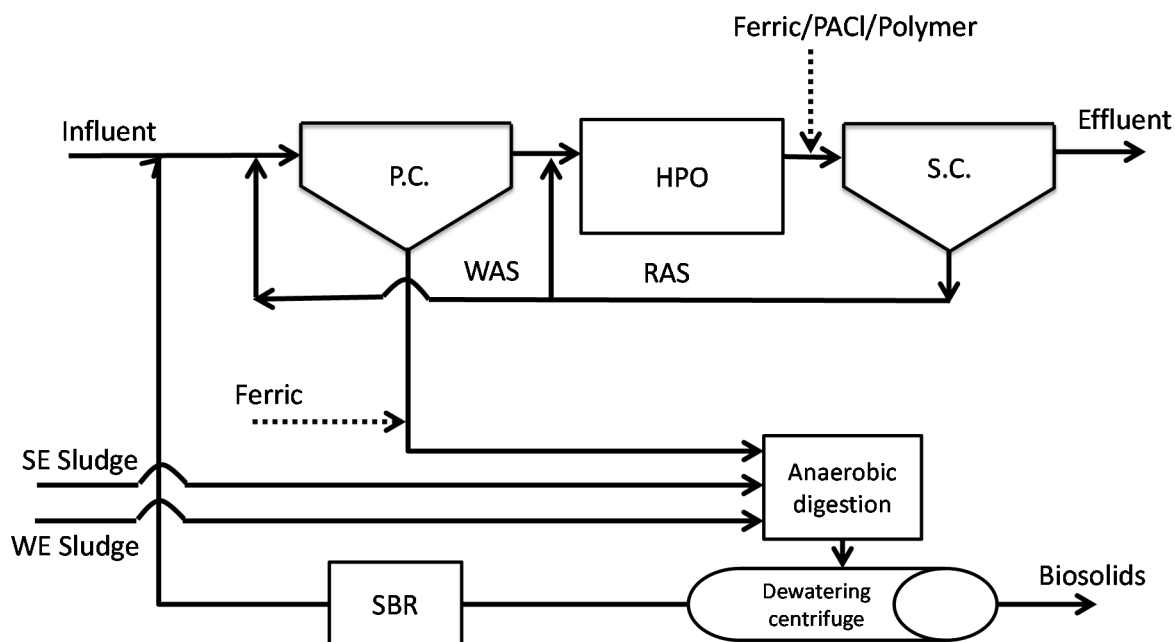 Ferric/PACl/Polymer
Influent
Effluent
P.C.
HPO
S.C.
WAS
RAS
Ferric
SE Sludge
Anaerobic
digestion
WE Sludge
SBR
Dewatering
centrifuge
Biosolids